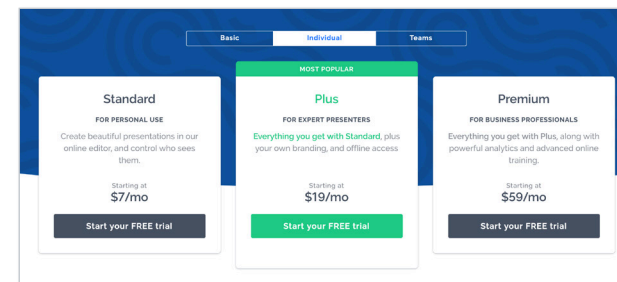 Basic
Individual
Teams
MOST POPULAR
Standard
FOR PERSONAL USE
Create beautiful presentations in our
online editor, and control who sees
them.
Starting at
$7/mo
Start your FREE trial
Plus
FOR EXPERT PRESENTERS
Everything you get with Standard, plus
your own branding, and offline access
Starting at
$19/mo
Start your FREE trial
Premium
FOR BUSINESS PROFESSIONALS
Everything you get with Plus, along with
powerful analytics and advanced online
training.
Starting at
$59/mo
Start your FREE trial